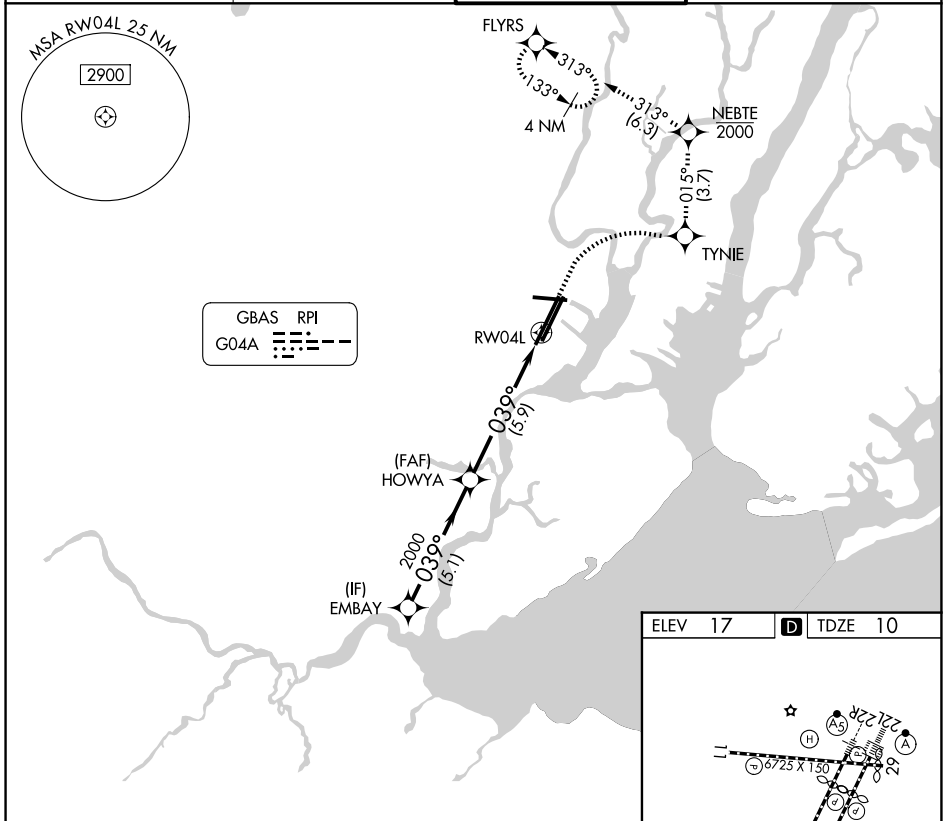 MSA RW04L 25 NM
2900
FLYRS
313°
133°
4 NM
313°
(6.3)
NEBTE
2000
015°
(3.7)
TYNIE
GBAS RPI
G04A
RW04L
039°
(5.9)
(FAF)
HOWYA
2000
039°
(5.1)
(IF)
EMBAY
ELEV 17
D
TDZE 10
A5
22R
22L
A
H
P
11
6725 X 150
29
P
P
P